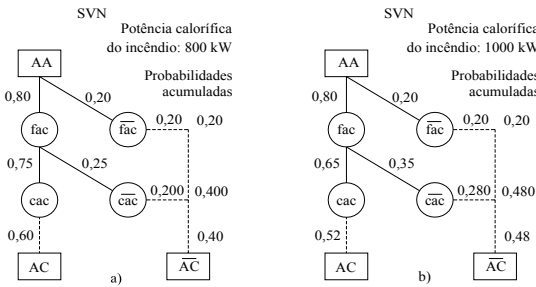 SVN
Potência calorífica
do incêndio: 800 kW
AA
Probabilidades
acumuladas
0,80
0,20
fac
fac
0,20
0,20
0,75
0,25
cac
cac
0,200
0,400
0,60
0,40
AC
AC
a)
SVN
Potência calorífica
do incêndio: 1000 kW
AA
Probabilidades
acumuladas
0,80
0,20
fac
fac
0,20
0,20
0,65
0,35
cac
cac
0,280
0,480
0,52
0,48
AC
AC
b)